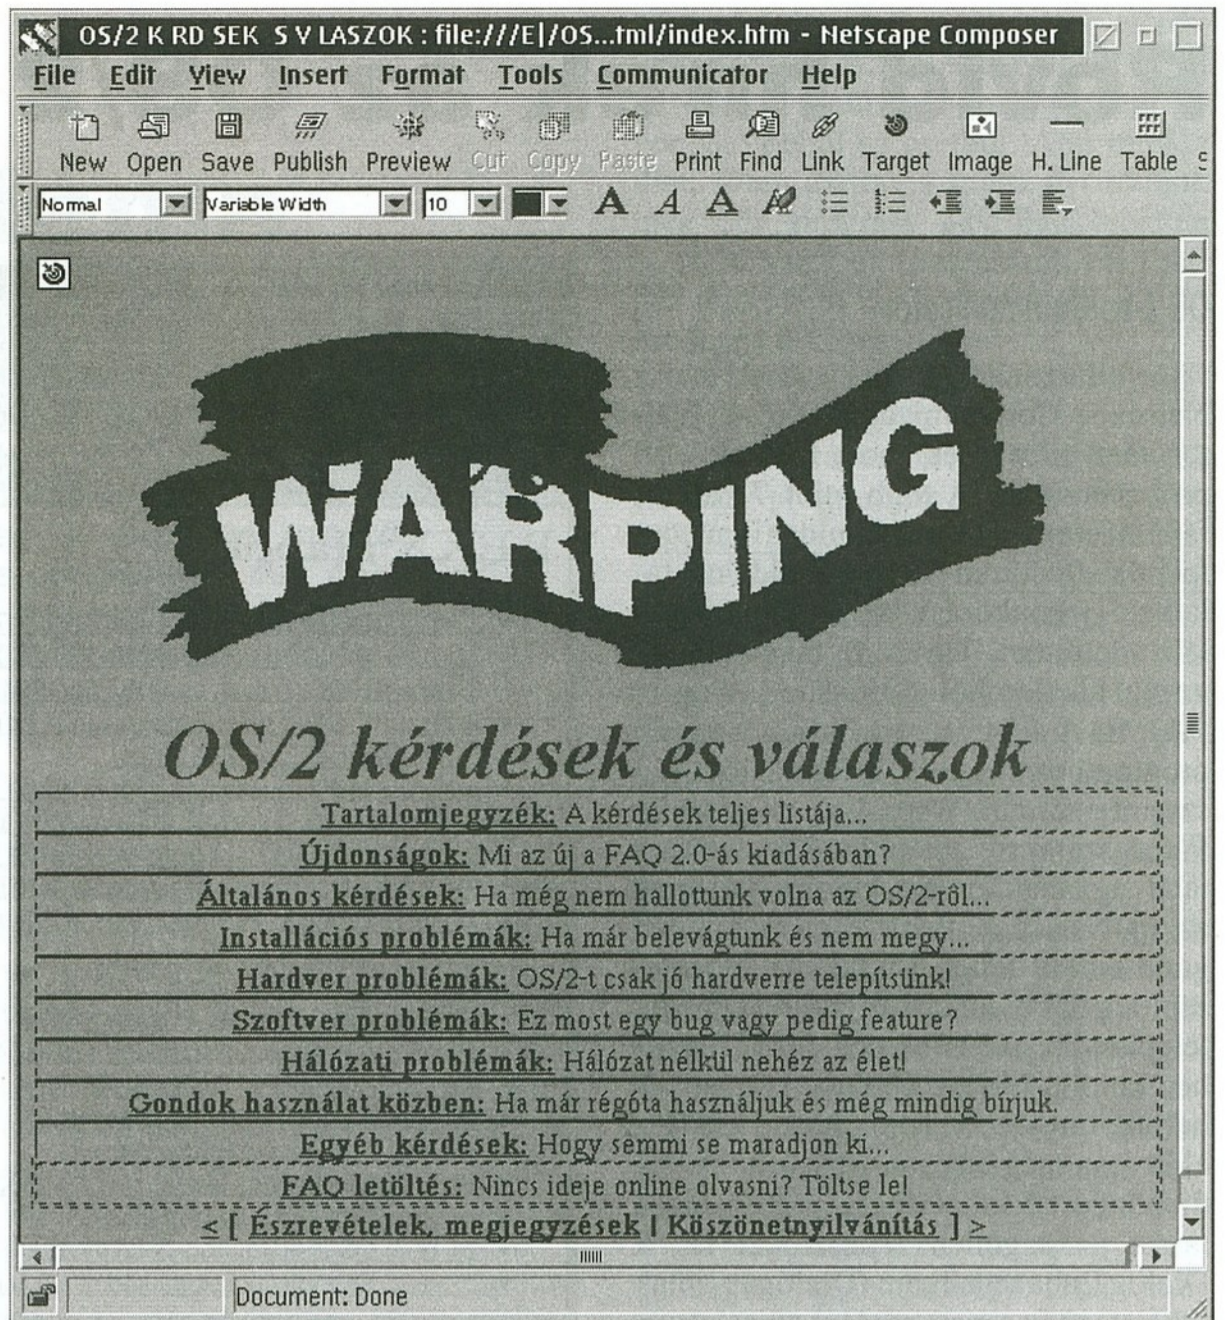 OS/2 K RD SEK S V LASZOK : file:///E|/OS...tml/index.htm - Netscape Composer
File Edit View Insert Format Tools Communicator Help
New Open Save Publish Preview Cut Copy Paste Print Find Link Target Image H. Line Table
Normal Variable Width 10 A A A
WARPING
OS/2 kérdések és válaszok
Tartalomjegyzék: A kérdések teljes listája...
Újdonságok: Mi az új a FAQ 2.0-ás kiadásában?
Általános kérdések: Ha még nem hallottunk volna az OS/2-rôl...
Installációs problémák: Ha már belevágtunk és nem megy...
Hardver problémák: OS/2-t csak jó hardverre telepítsünk!
Szoftver problémák: Ez most egy bug vagy pedig feature?
Hálózati problémák: Hálózat nélkül nehéz az élet!
Gondok használat közben: Ha már régóta használjuk és még mindig bírjuk.
Egyéb kérdések: Hogy semmi se maradjon ki...
FAQ letöltés: Nincs ideje online olvasni? Töltse le!
< [ Észrevételek, megjegyzések | Köszönetnyilvánítás ] >
Document: Done